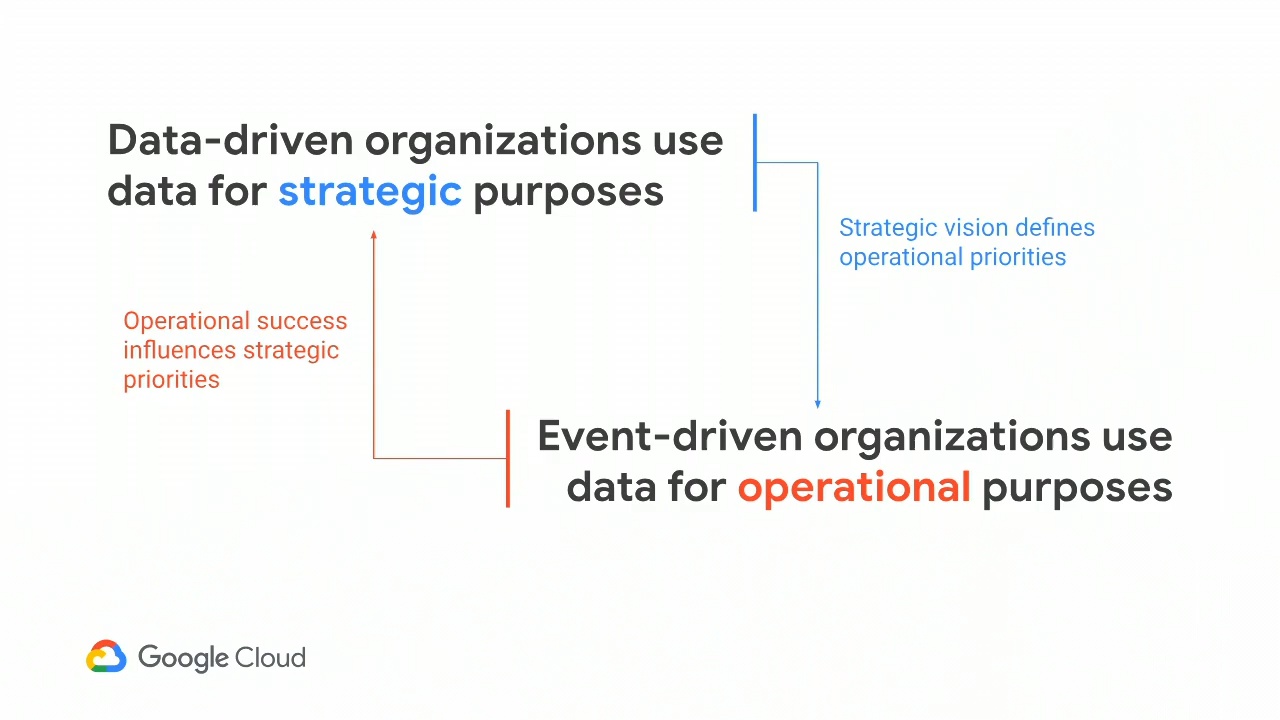 Data-driven organizations use
data for strategic purposes
Strategic vision defines
operational priorities
Operational success
influences strategic
priorities
Event-driven organizations use
data for operational purposes
Google Cloud